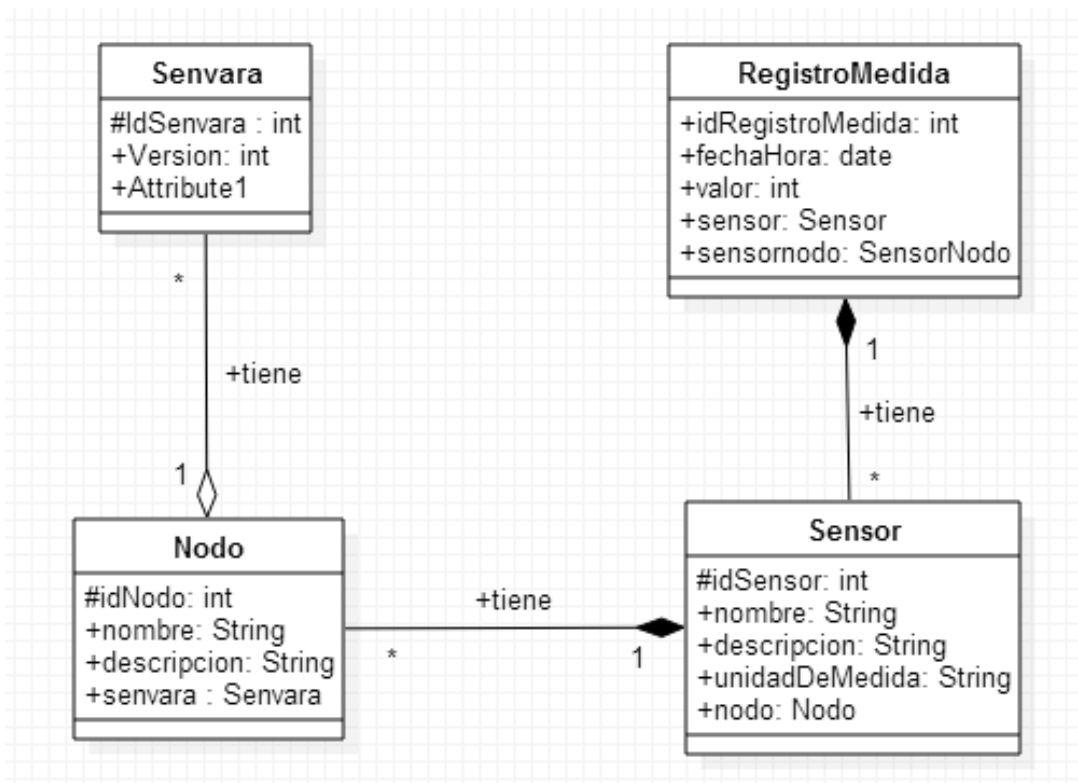 Senvara
#IdSenvara : int
+Version: int
+Attribute1
RegistroMedida
+idRegistroMedida: int
+fechaHora: date
+valor: int
+sensor: Sensor
+sensornodo: SensorNodo
*
+tiene
1
1
+tiene
*
Nodo
#idNodo: int
+nombre: String
+descripcion: String
+senvara : Senvara
+tiene
*
1
Sensor
#idSensor: int
+nombre: String
+descripcion: String
+unidadDeMedida: String
+nodo: Nodo